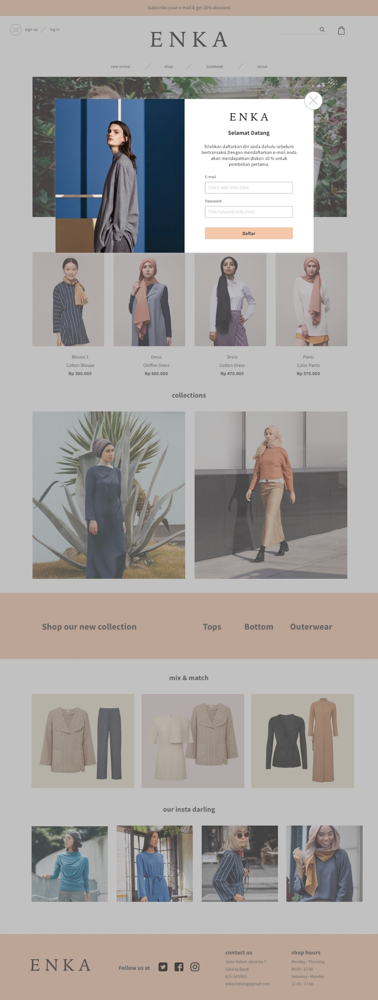 Subscribe your e-mail & get 10% discount
sign up
log in
ENKA
new arrival
shop
lookbook
about
ENKA
Selamat Datang
Silahkan daftarkan diri anda dahulu sebelum
bertransaksi.Dengan mendaftarkan e-mail anda
akan mendapatkan diskon 10 % untuk
pembelian pertama.
E-mail
Tulis E-mail Anda disini
Password
Tulis Password Anda disini
Daftar
Blouse 1
Cotton Blouse
Rp 300.000
Dress
Chiffon Dress
Rp 500.000
Dress
Cotton Dress
Rp 470.000
Pants
Color Pants
Rp 370.000
collections
Shop our new collection
Tops
Bottom
Outerwear
mix & match
our insta darling
ENKA
Follow us at
contact us
Jalan Kebon Jeruk no 7
Jakarta Barat
021-2470921
enkaclothing@gmail.com
shop hours
Monday - Thursday
09.00 - 17.00
Saturday - Monday
12.00 - 17.00